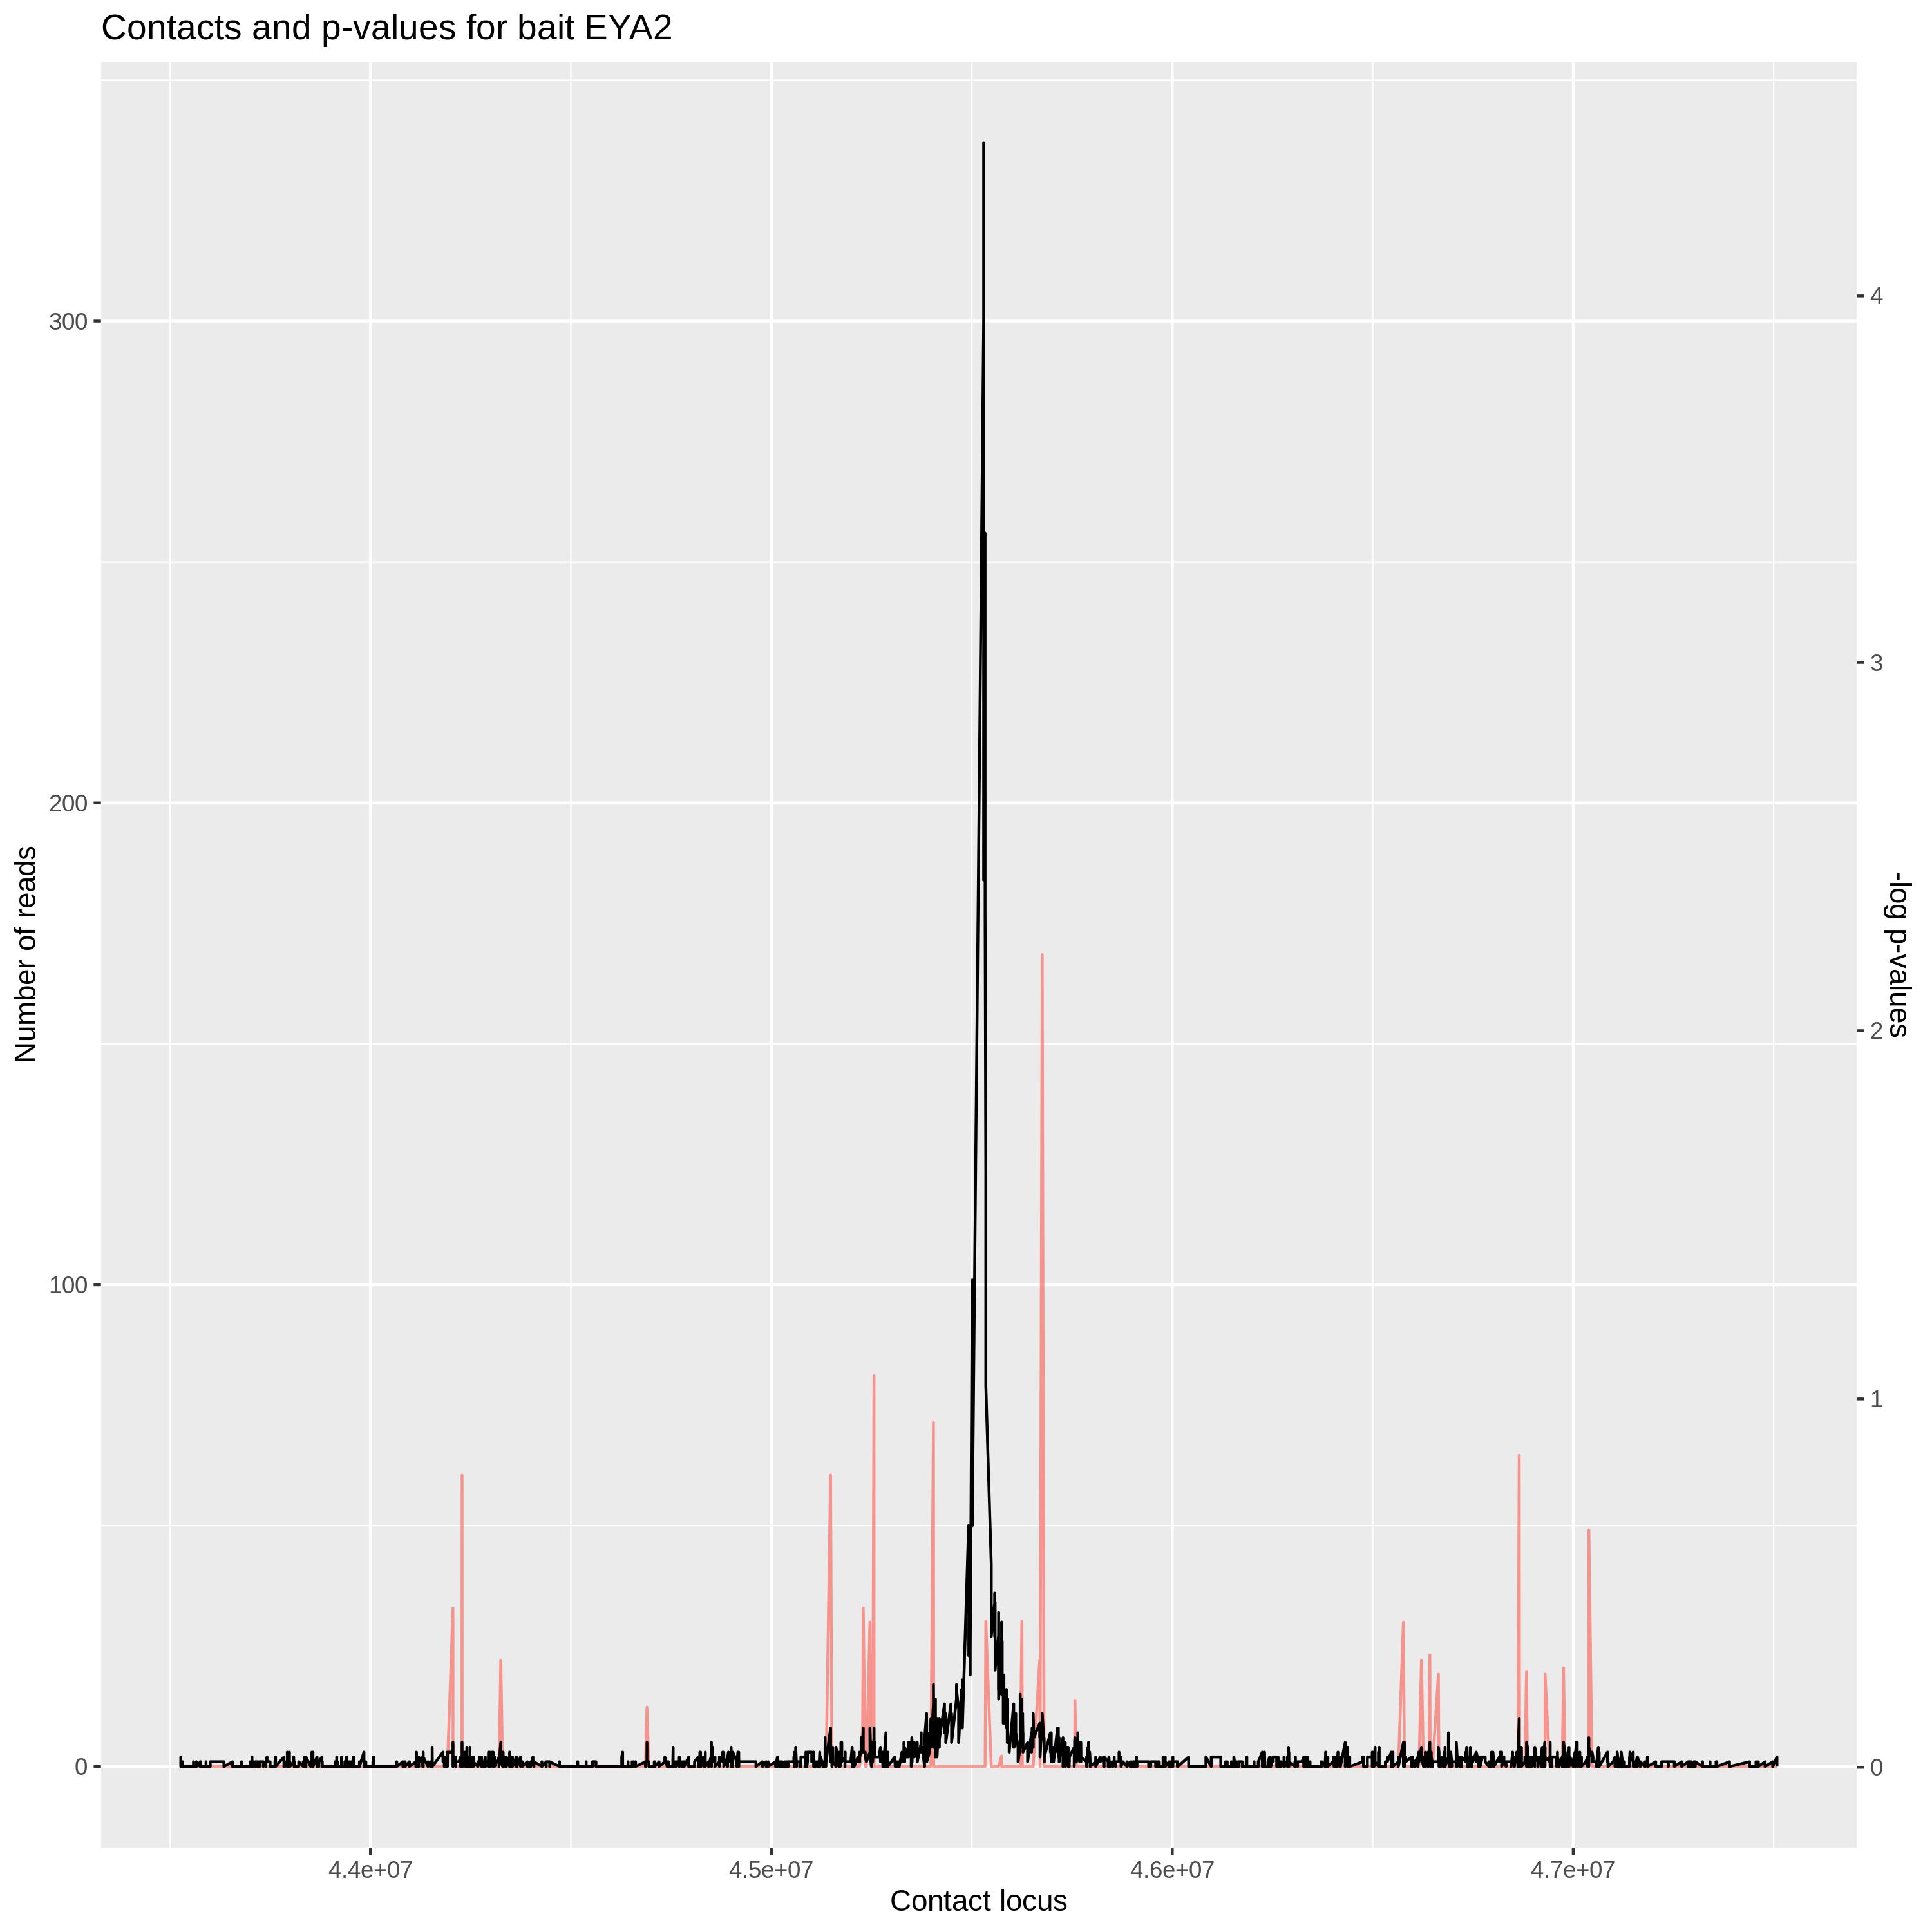 Contacts and p-values for bait EYA2
300
200
100
0
Number of reads
4
3
2
1
0
-log p-values
4.4e+07
4.5e+07
4.6e+07
4.7e+07
Contact locus